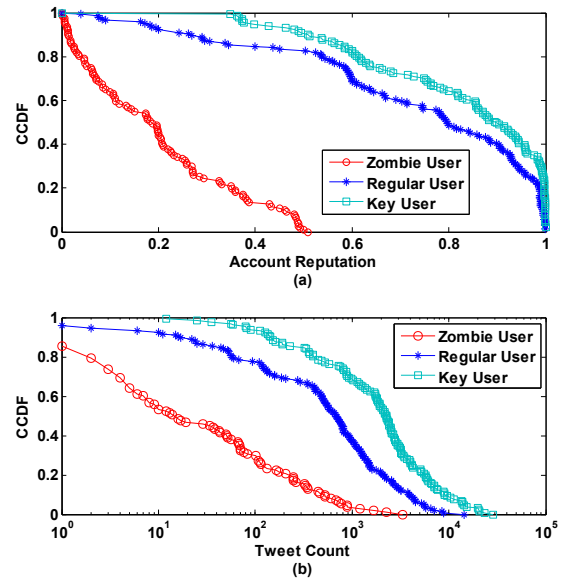 1
0.8
0.6
0.4
0.2
0
CCDF
Zombie User
Regular User
Key User
0 0.2 0.4 0.6 0.8 1
Account Reputation
(a)
1
0.8
0.6
0.4
0.2
0
CCDF
Zombie User
Regular User
Key User
10^0 10^1 10^2 10^3 10^4 10^5
Tweet Count
(b)